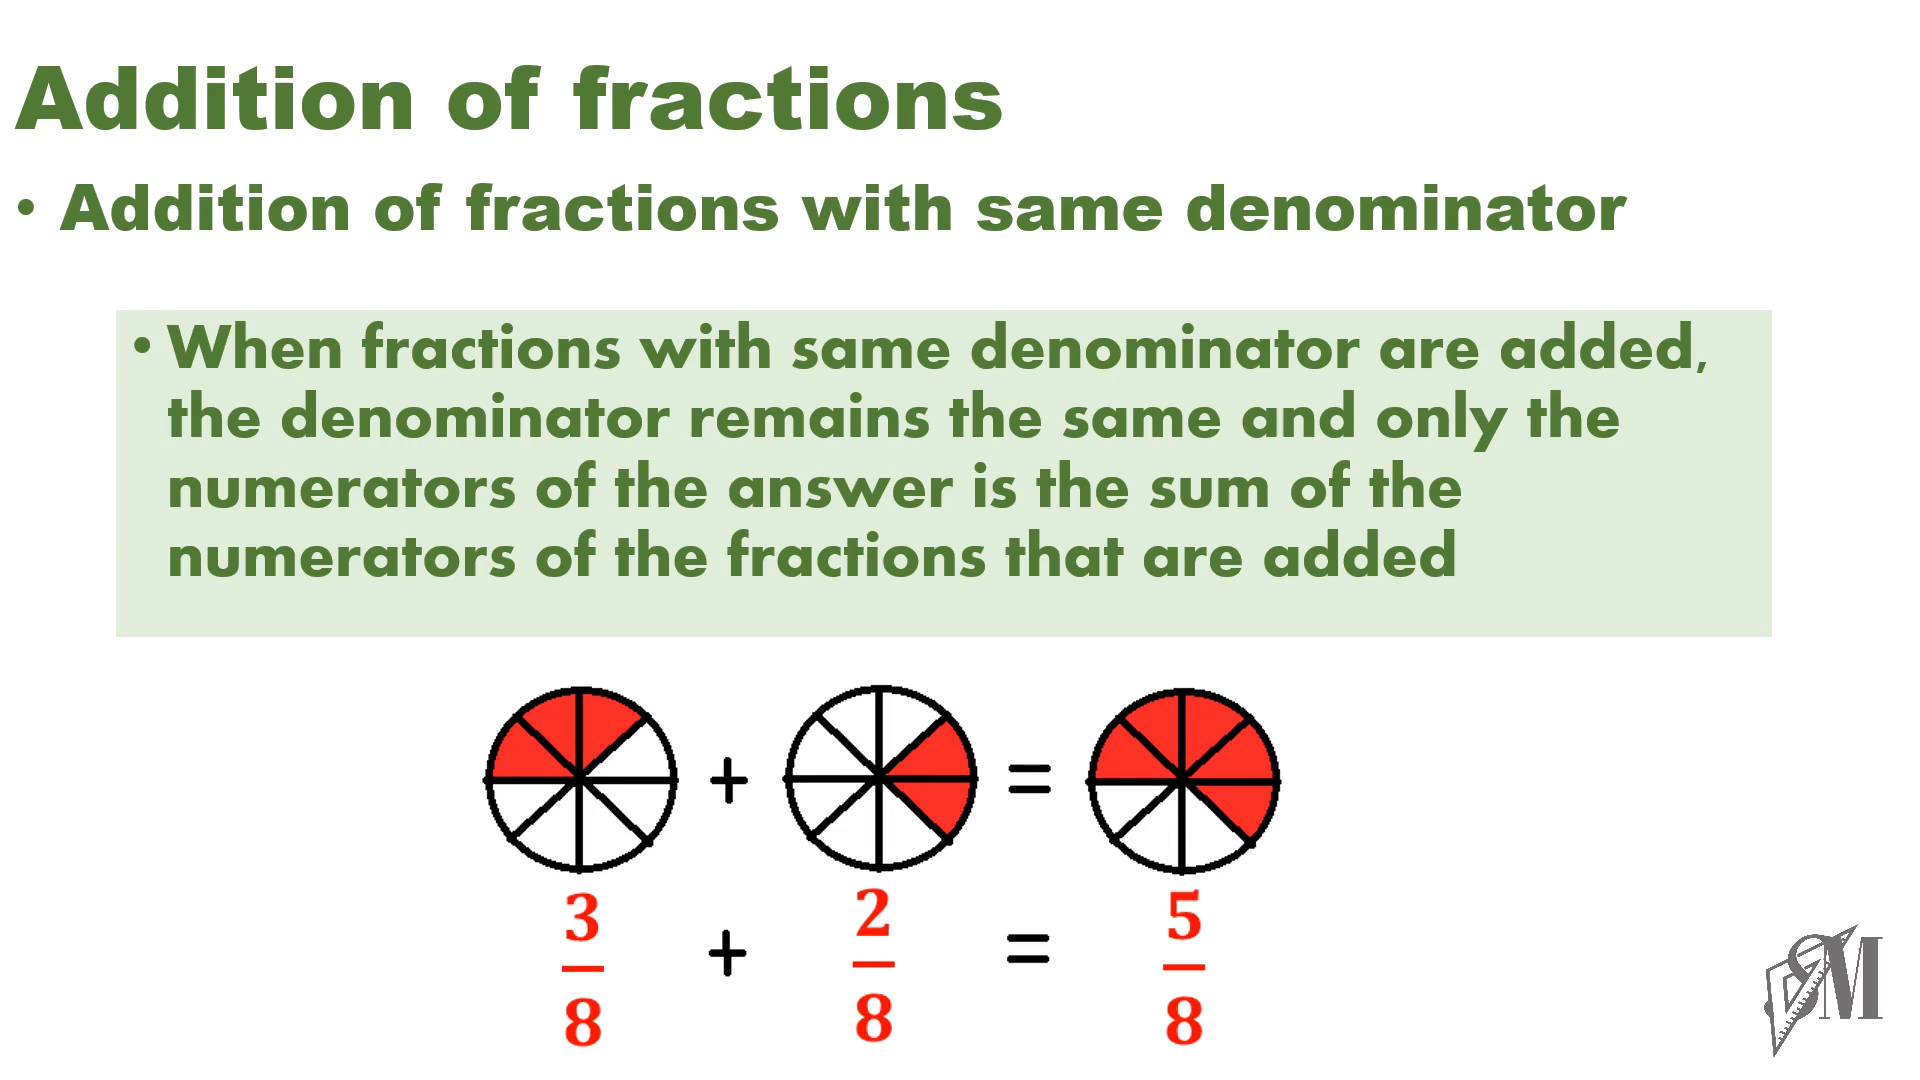 Addition of fractions
• Addition of fractions with same denominator
• When fractions with same denominator are added,
the denominator remains the same and only the
numerators of the answer is the sum of the
numerators of the fractions that are added
+ =
3/8 + 2/8 = 5/8
SM